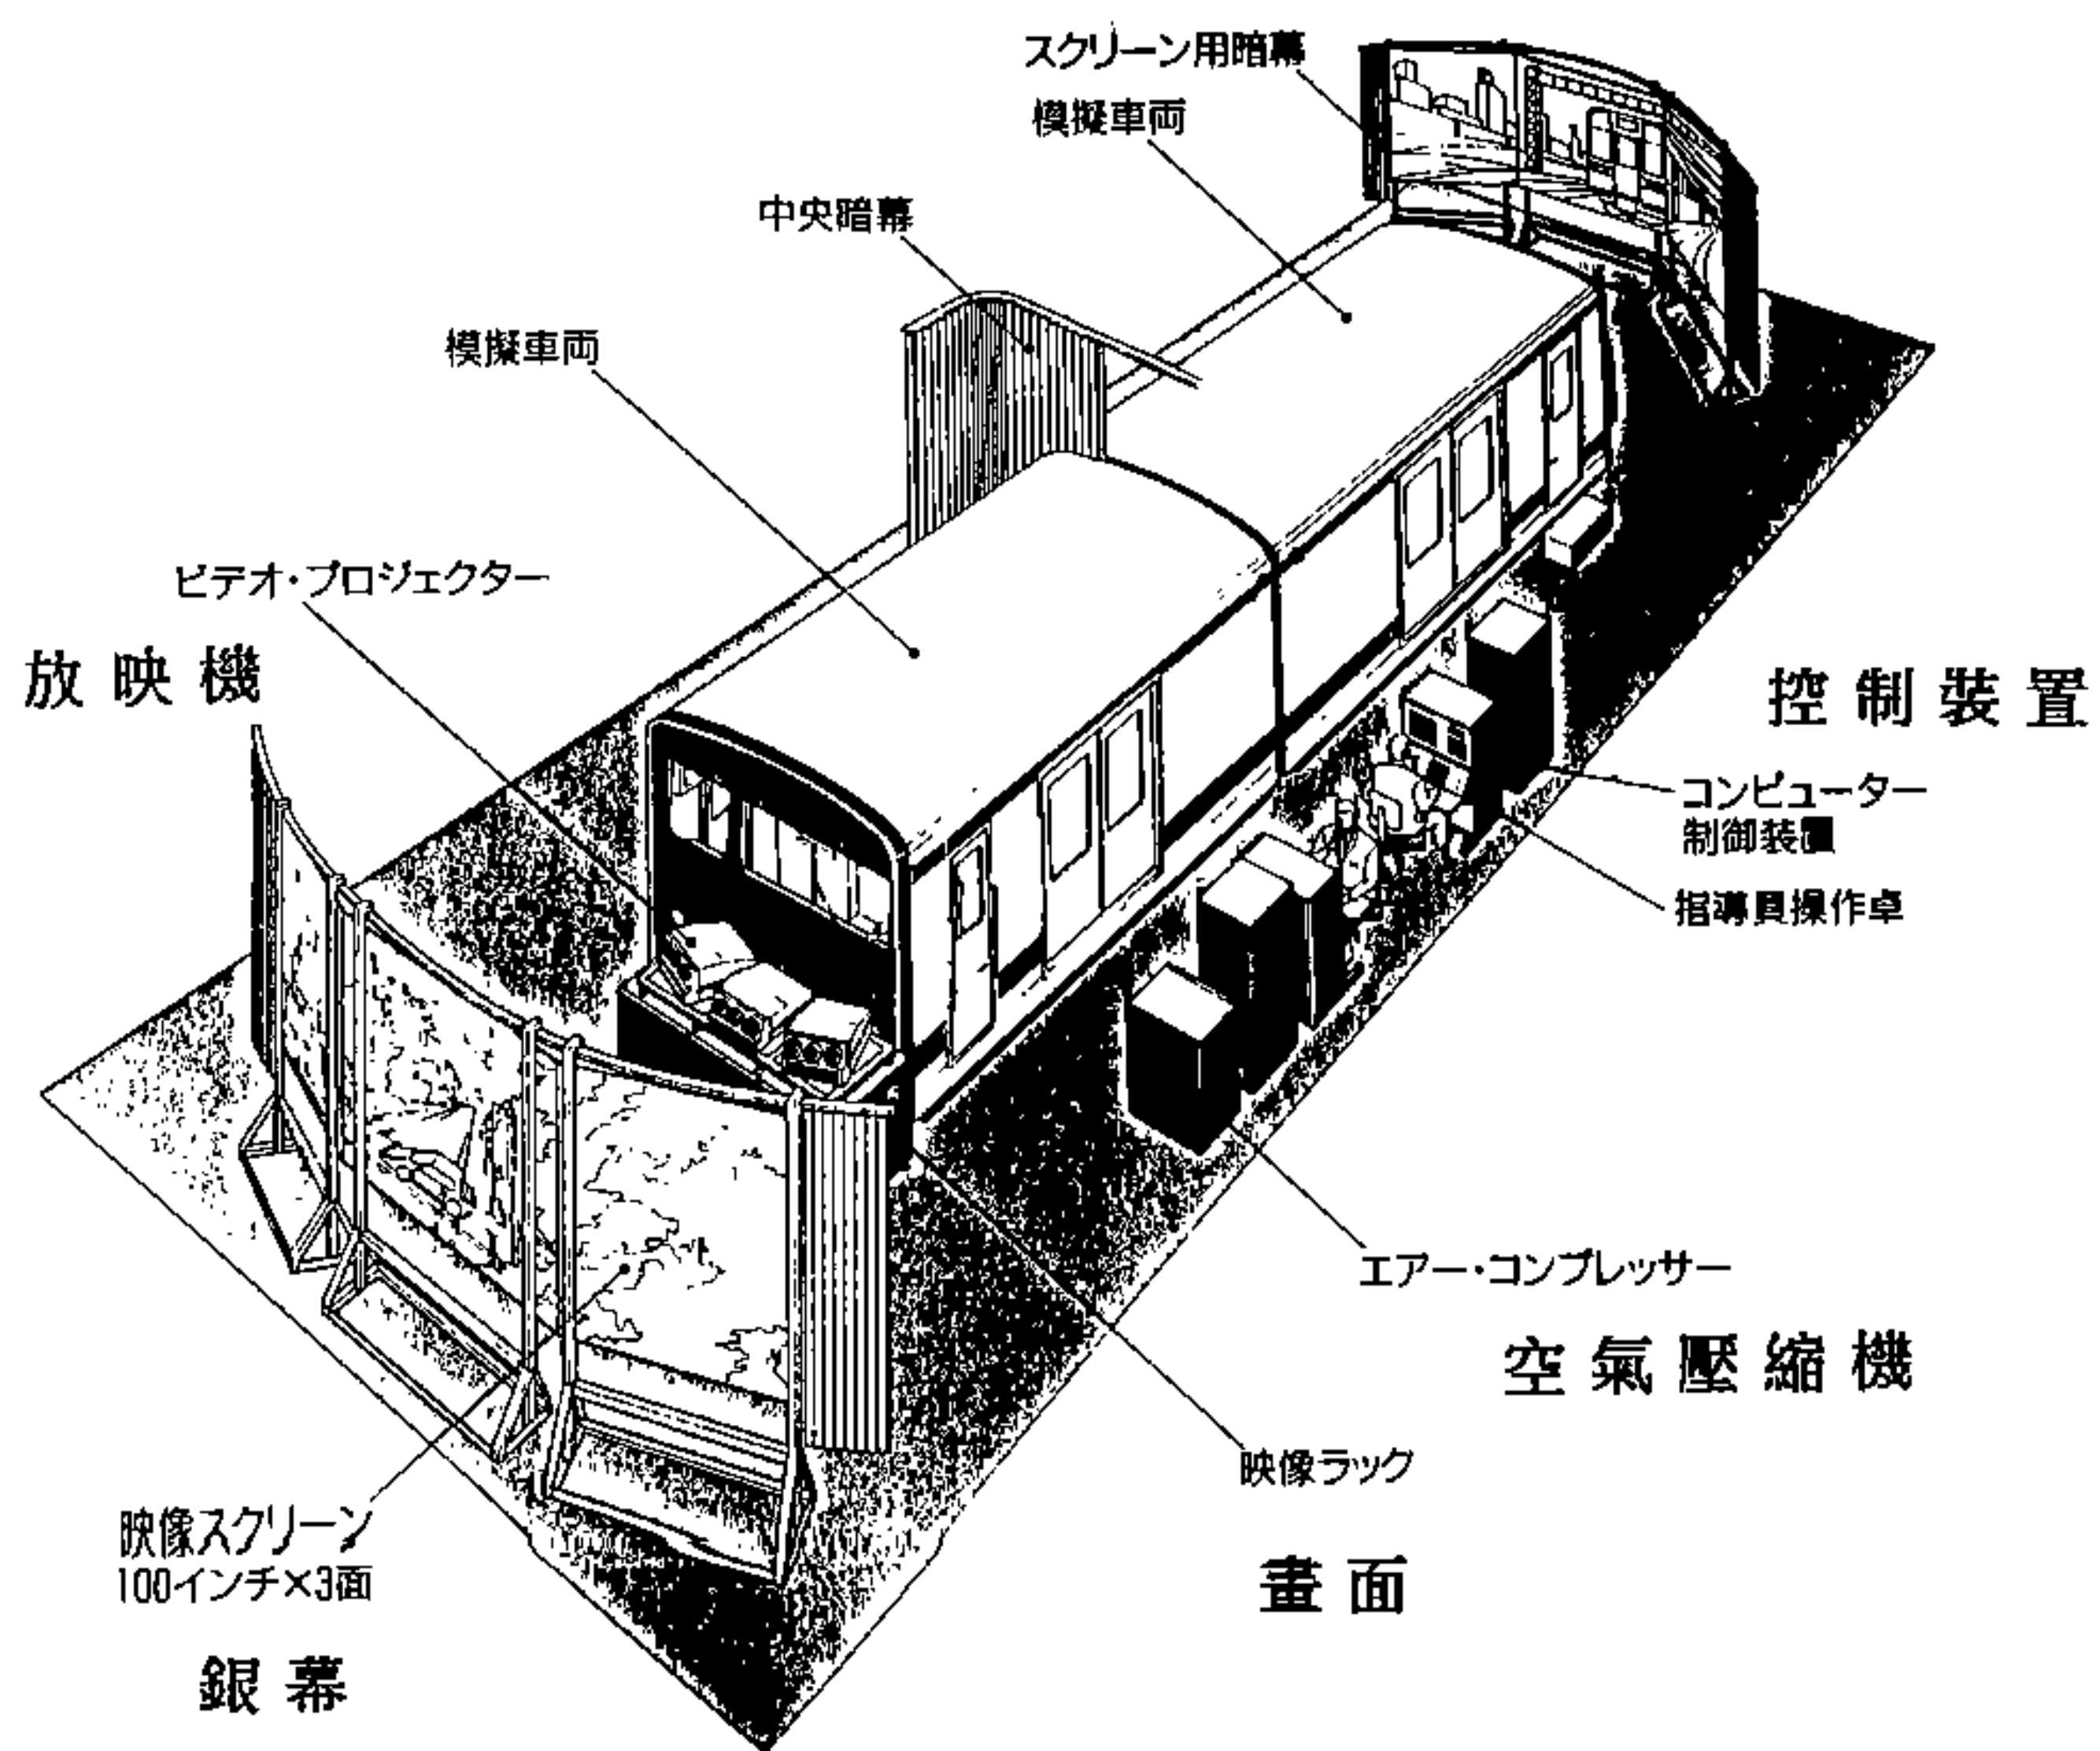 スクリーン用暗幕
模擬車両
中央暗幕
模擬車両
ビデオ・プロジェクター
放映機
控制裝置
コンピューター
制御装置
指導員操作卓
エアー・コンプレッサー
空氣壓縮機
映像ラック
畫面
映像スクリーン
100インチ×3面
銀幕